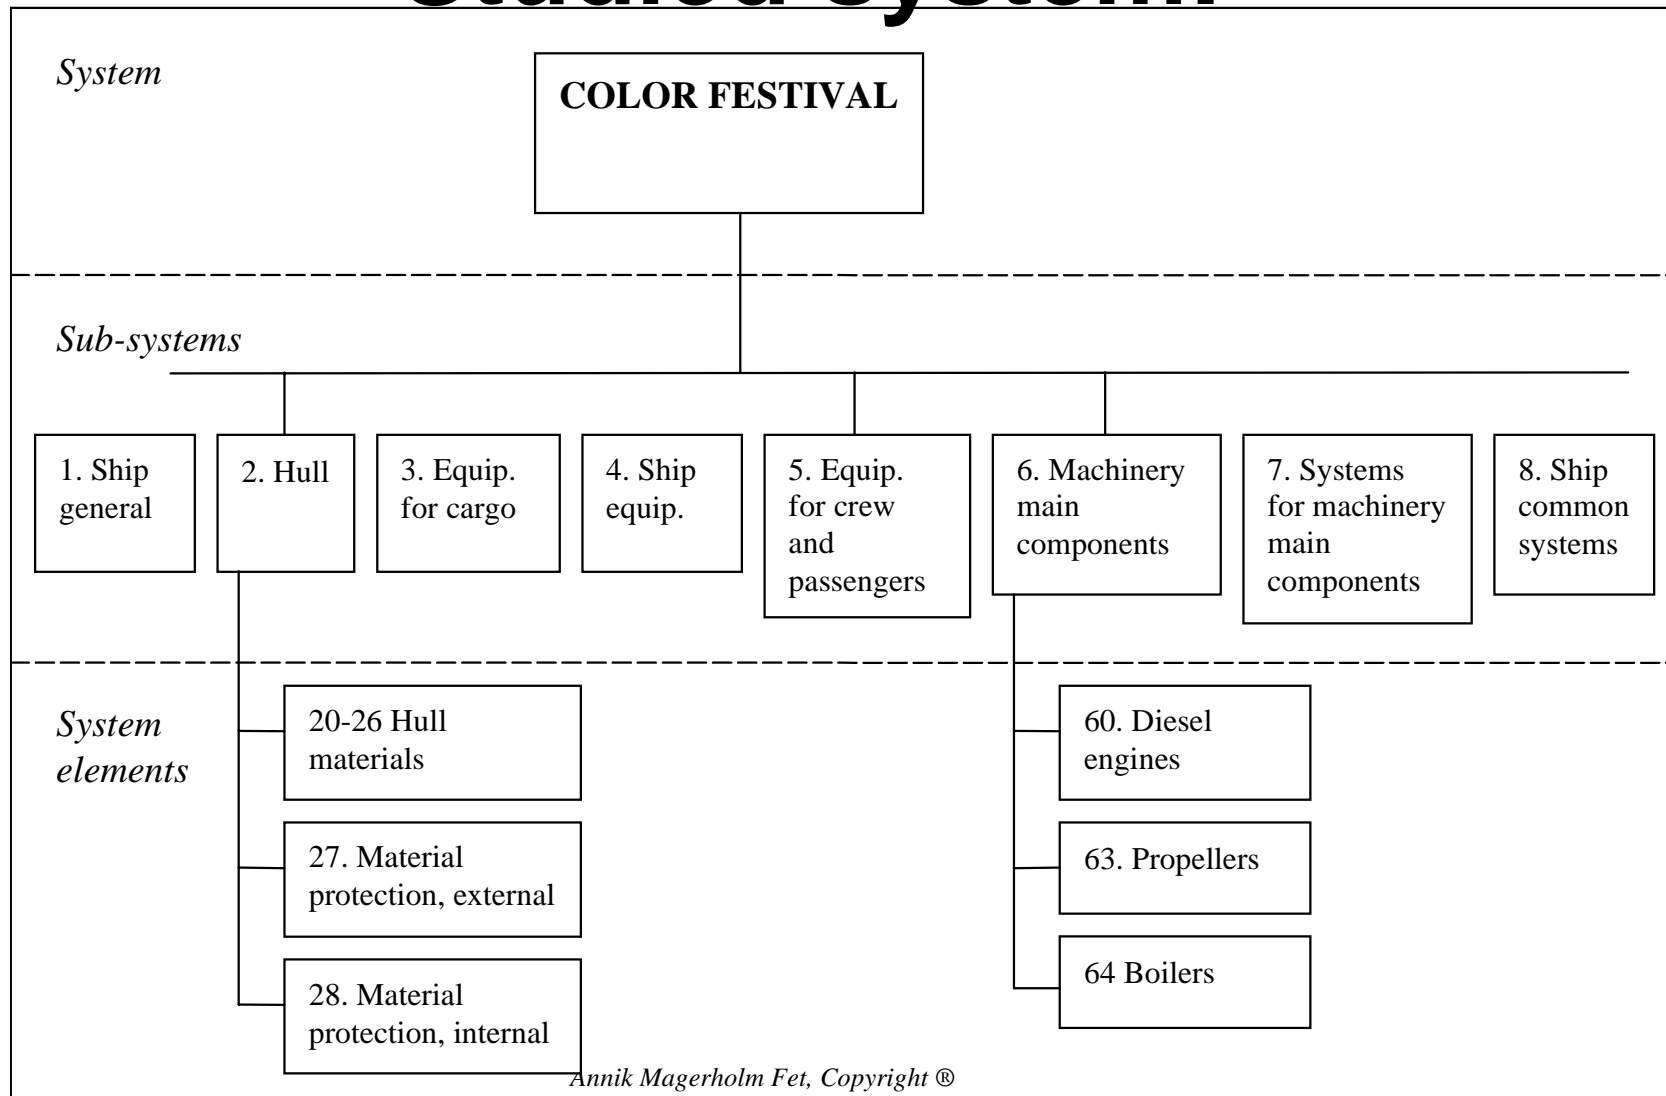 Studied system:
System
COLOR FESTIVAL
Sub-systems
1. Ship
general
2. Hull
3. Equip.
for cargo
4. Ship
equip.
5. Equip.
for crew
and
passengers
6. Machinery
main
components
7. Systems
for machinery
main
components
8. Ship
common
systems
System
elements
20-26 Hull
materials
27. Material
protection, external
28. Material
protection, internal
60. Diesel
engines
63. Propellers
64 Boilers
Annik Magerholm Fet, Copyright ®